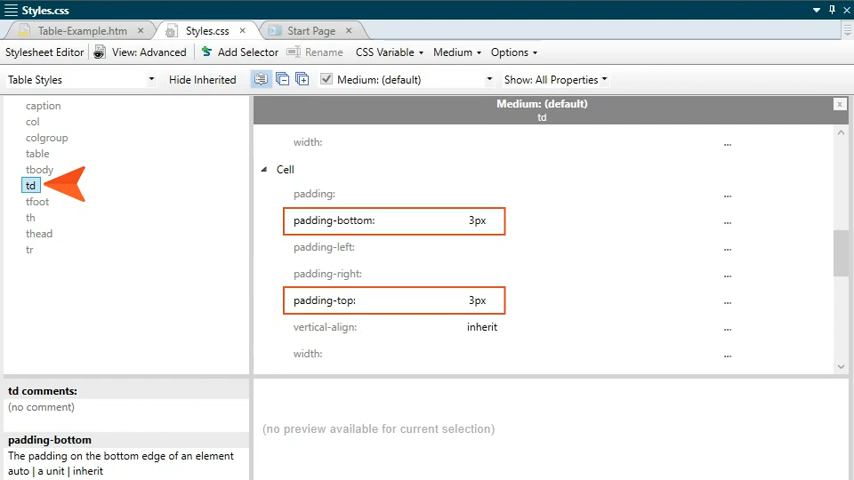 Styles.css
Table-Example.htm Styles.css Start Page
Stylesheet Editor View: Advanced Add Selector Rename CSS Variable Medium Options
Table Styles Hide Inherited Medium: (default) Show: All Properties
caption
col
colgroup
table
tbody
td
tfoot
th
thead
tr
Medium: (default)
td
width: ...
Cell
padding: ...
padding-bottom: 3px ...
padding-left: ...
padding-right: ...
padding-top: 3px ...
vertical-align: inherit ...
width: ...
td comments:
(no comment)
padding-bottom
The padding on the bottom edge of an element
auto | a unit | inherit
(no preview available for current selection)